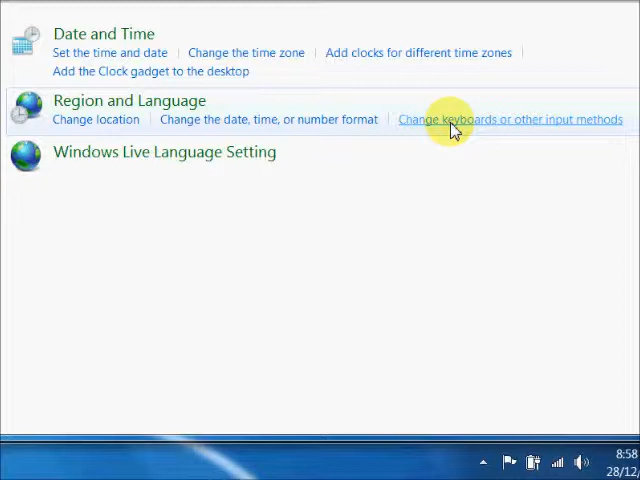 Date and Time
Set the time and date Change the time zone Add clocks for different time zones
Add the Clock gadget to the desktop
Region and Language
Change location Change the date, time, or number format Change keyboards or other input methods
Windows Live Language Setting
8:58
28/12/